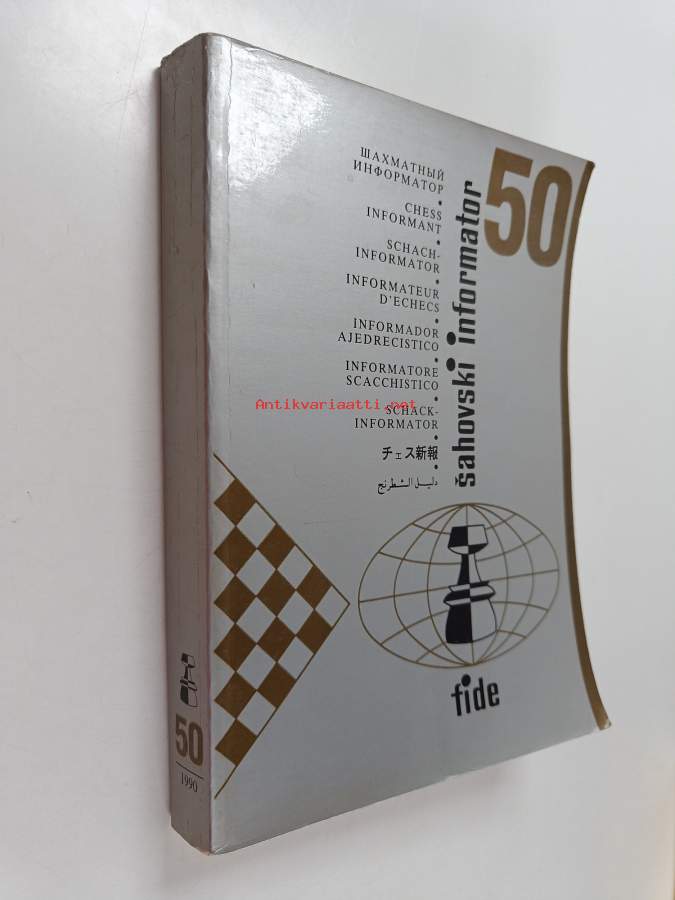 50
šahovski informator
ШАХМАТНЫЙ
ИНФОРМАТОР •
CHESS
INFORMANT •
SCHACH-
INFORMATOR •
INFORMATEUR
D'ECHECS •
INFORMADOR
AJEDRECISTICO •
INFORMATORE
SCACCHISTICO •
SCHACK-
INFORMATOR •
チェス新報 •
دليل الشطرنج
fide
50
1990
Antikvariaatti.net